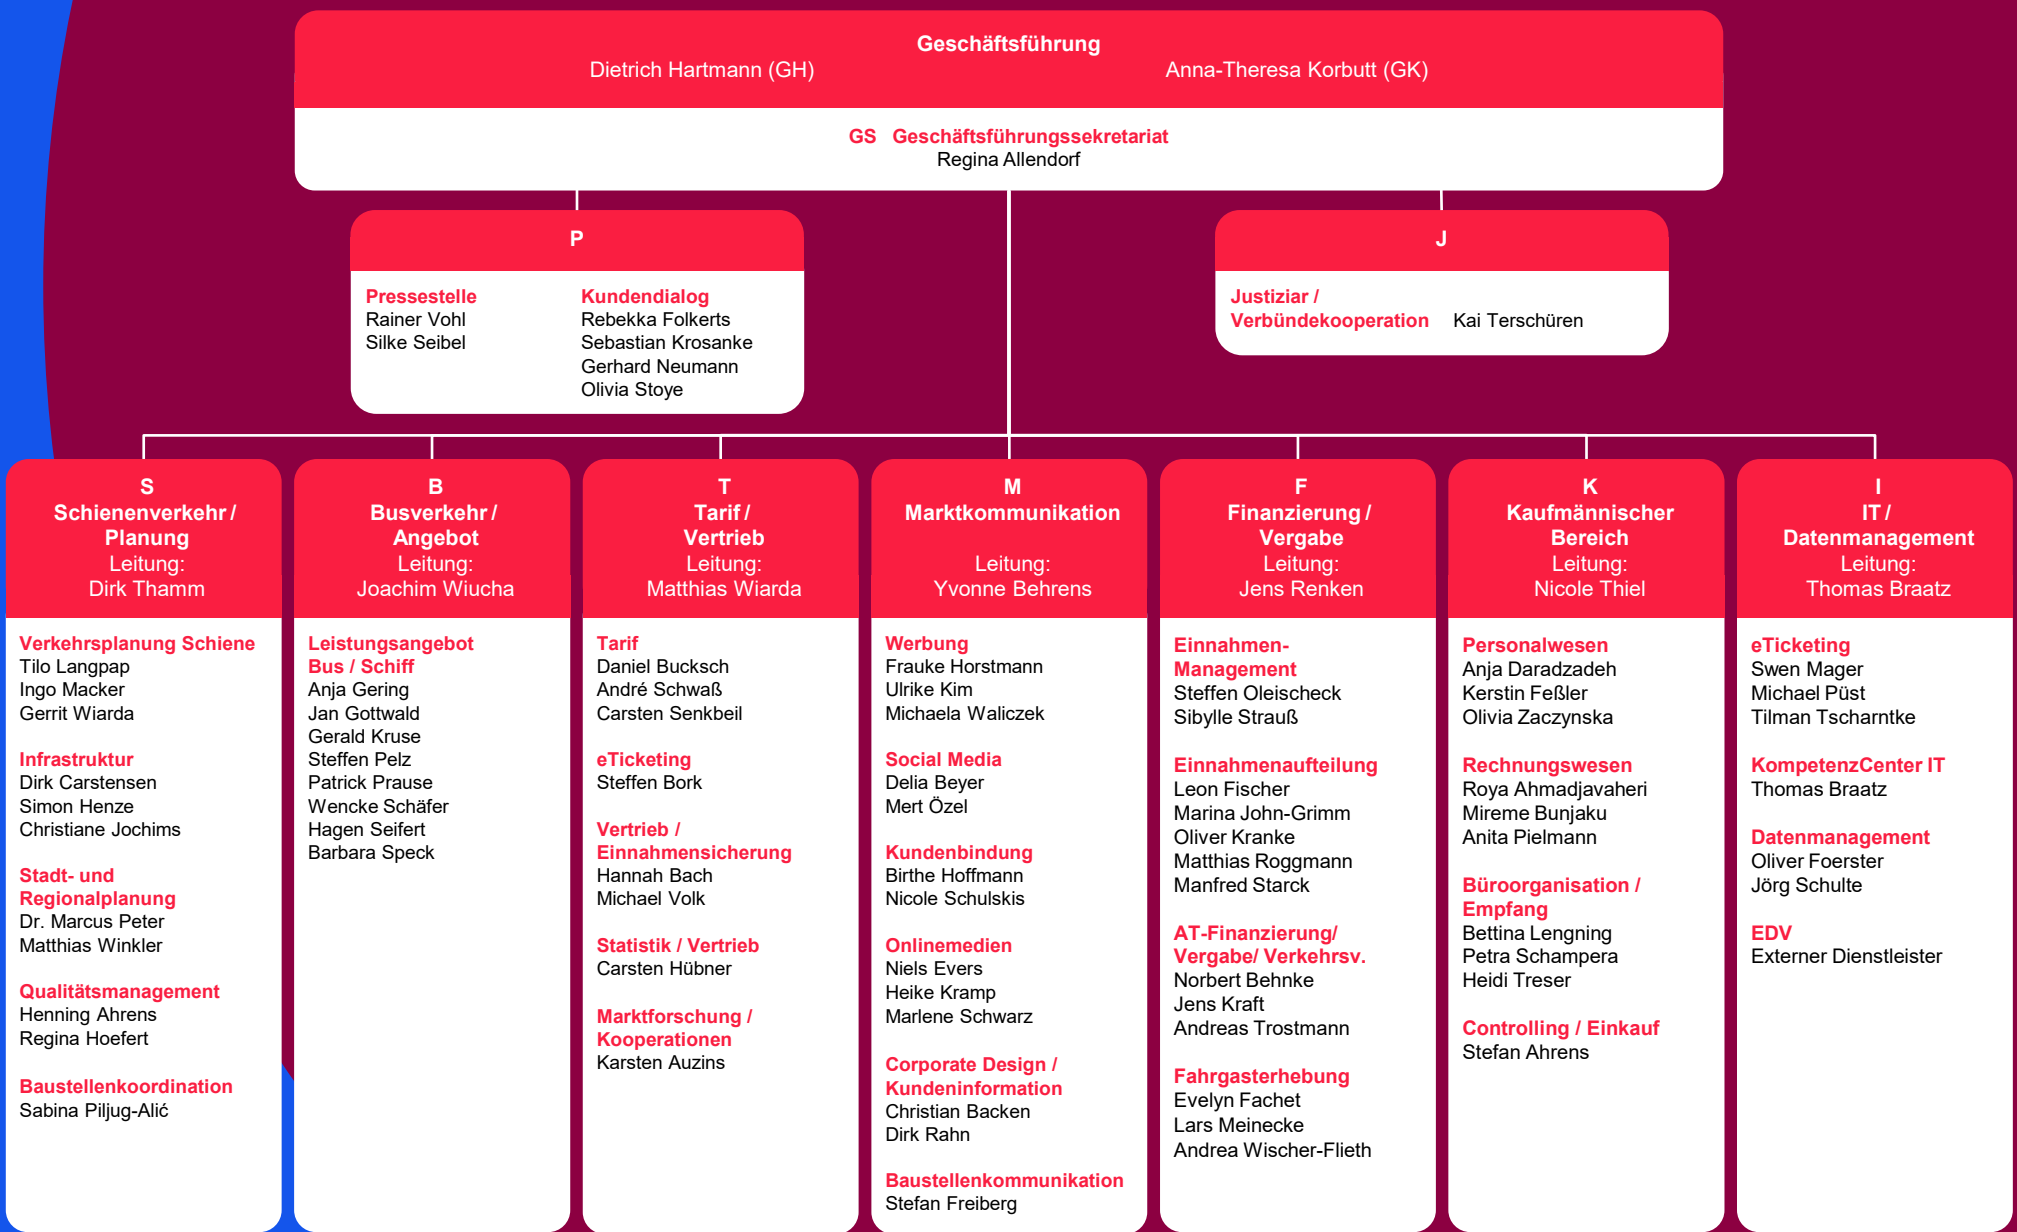 Geschäftsführung
Dietrich Hartmann (GH) Anna-Theresa Korbutt (GK)
GS Geschäftsführungssekretariat
Regina Allendorf
P
Pressestelle
Rainer Vohl
Silke Seibel
Kundendialog
Rebekka Folkerts
Sebastian Krosanke
Gerhard Neumann
Olivia Stoye
J
Justiziar /
Verbündekooperation Kai Terschüren
S
Schienenverkehr /
Planung
Leitung:
Dirk Thamm
Verkehrsplanung Schiene
Tilo Langpap
Ingo Macker
Gerrit Wiarda
Infrastruktur
Dirk Carstensen
Simon Henze
Christiane Jochims
Stadt- und
Regionalplanung
Dr. Marcus Peter
Matthias Winkler
Qualitätsmanagement
Henning Ahrens
Regina Hoefert
Baustellenkoordination
Sabina Piljug-Alić
B
Busverkehr /
Angebot
Leitung:
Joachim Wiucha
Leistungsangebot
Bus / Schiff
Anja Gering
Jan Gottwald
Gerald Kruse
Steffen Pelz
Patrick Prause
Wencke Schäfer
Hagen Seifert
Barbara Speck
T
Tarif /
Vertrieb
Leitung:
Matthias Wiarda
Tarif
Daniel Bucksch
André Schwaß
Carsten Senkbeil
eTicketing
Steffen Bork
Vertrieb /
Einnahmensicherung
Hannah Bach
Michael Volk
Statistik / Vertrieb
Carsten Hübner
Marktforschung /
Kooperationen
Karsten Auzins
M
Marktkommunikation
Leitung:
Yvonne Behrens
Werbung
Frauke Horstmann
Ulrike Kim
Michaela Waliczek
Social Media
Delia Beyer
Mert Özel
Kundenbindung
Birthe Hoffmann
Nicole Schulskis
Onlinemedien
Niels Evers
Heike Kramp
Marlene Schwarz
Corporate Design /
Kundeninformation
Christian Backen
Dirk Rahn
Baustellenkommunikation
Stefan Freiberg
F
Finanzierung /
Vergabe
Leitung:
Jens Renken
Einnahmen-
Management
Steffen Oleischeck
Sibylle Strauß
Einnahmenaufteilung
Leon Fischer
Marina John-Grimm
Oliver Kranke
Matthias Roggmann
Manfred Starck
AT-Finanzierung/
Vergabe/ Verkehrsv.
Norbert Behnke
Jens Kraft
Andreas Trostmann
Fahrgasterhebung
Evelyn Fachet
Lars Meinecke
Andrea Wischer-Flieth
K
Kaufmännischer
Bereich
Leitung:
Nicole Thiel
Personalwesen
Anja Daradzadeh
Kerstin Feßler
Olivia Zaczynska
Rechnungswesen
Roya Ahmadjavaheri
Mireme Bunjaku
Anita Pielmann
Büroorganisation /
Empfang
Bettina Lengning
Petra Schampera
Heidi Treser
Controlling / Einkauf
Stefan Ahrens
I
IT /
Datenmanagement
Leitung:
Thomas Braatz
eTicketing
Swen Mager
Michael Püst
Tilman Tscharntke
KompetenzCenter IT
Thomas Braatz
Datenmanagement
Oliver Foerster
Jörg Schulte
EDV
Externer Dienstleister